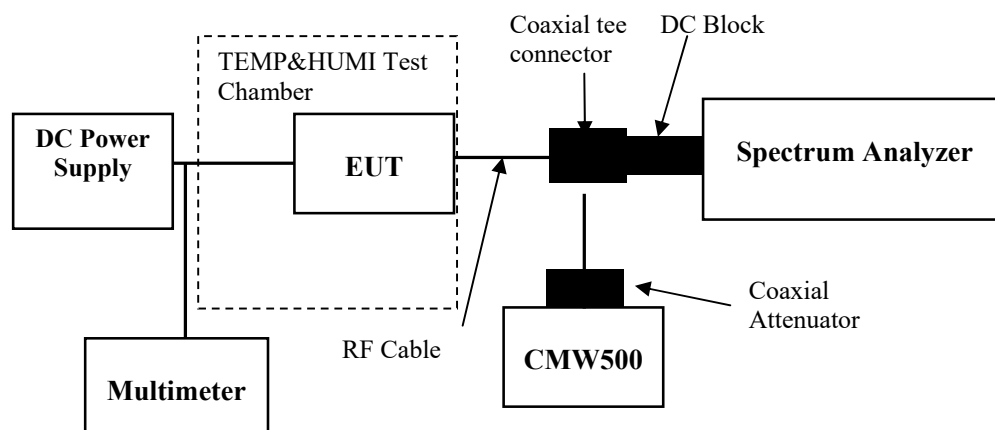 Coaxial tee
connector
DC Block
TEMP&HUMI Test
Chamber
DC Power
Supply
EUT
Spectrum Analyzer
RF Cable
Coaxial
Attenuator
CMW500
Multimeter